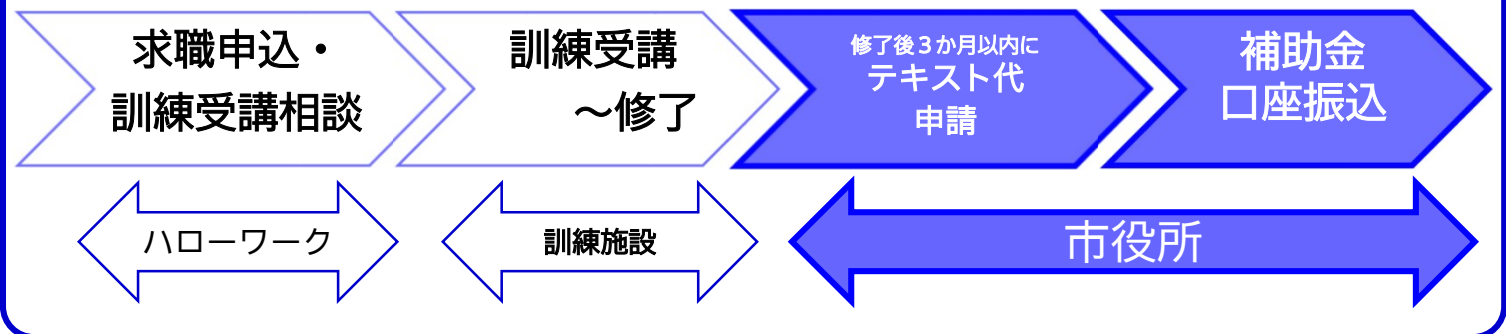 求職申込・
訓練受講相談
訓練受講
～修了
修了後３か月以内に
テキスト代
申請
補助金
口座振込
ハローワーク
訓練施設
市役所